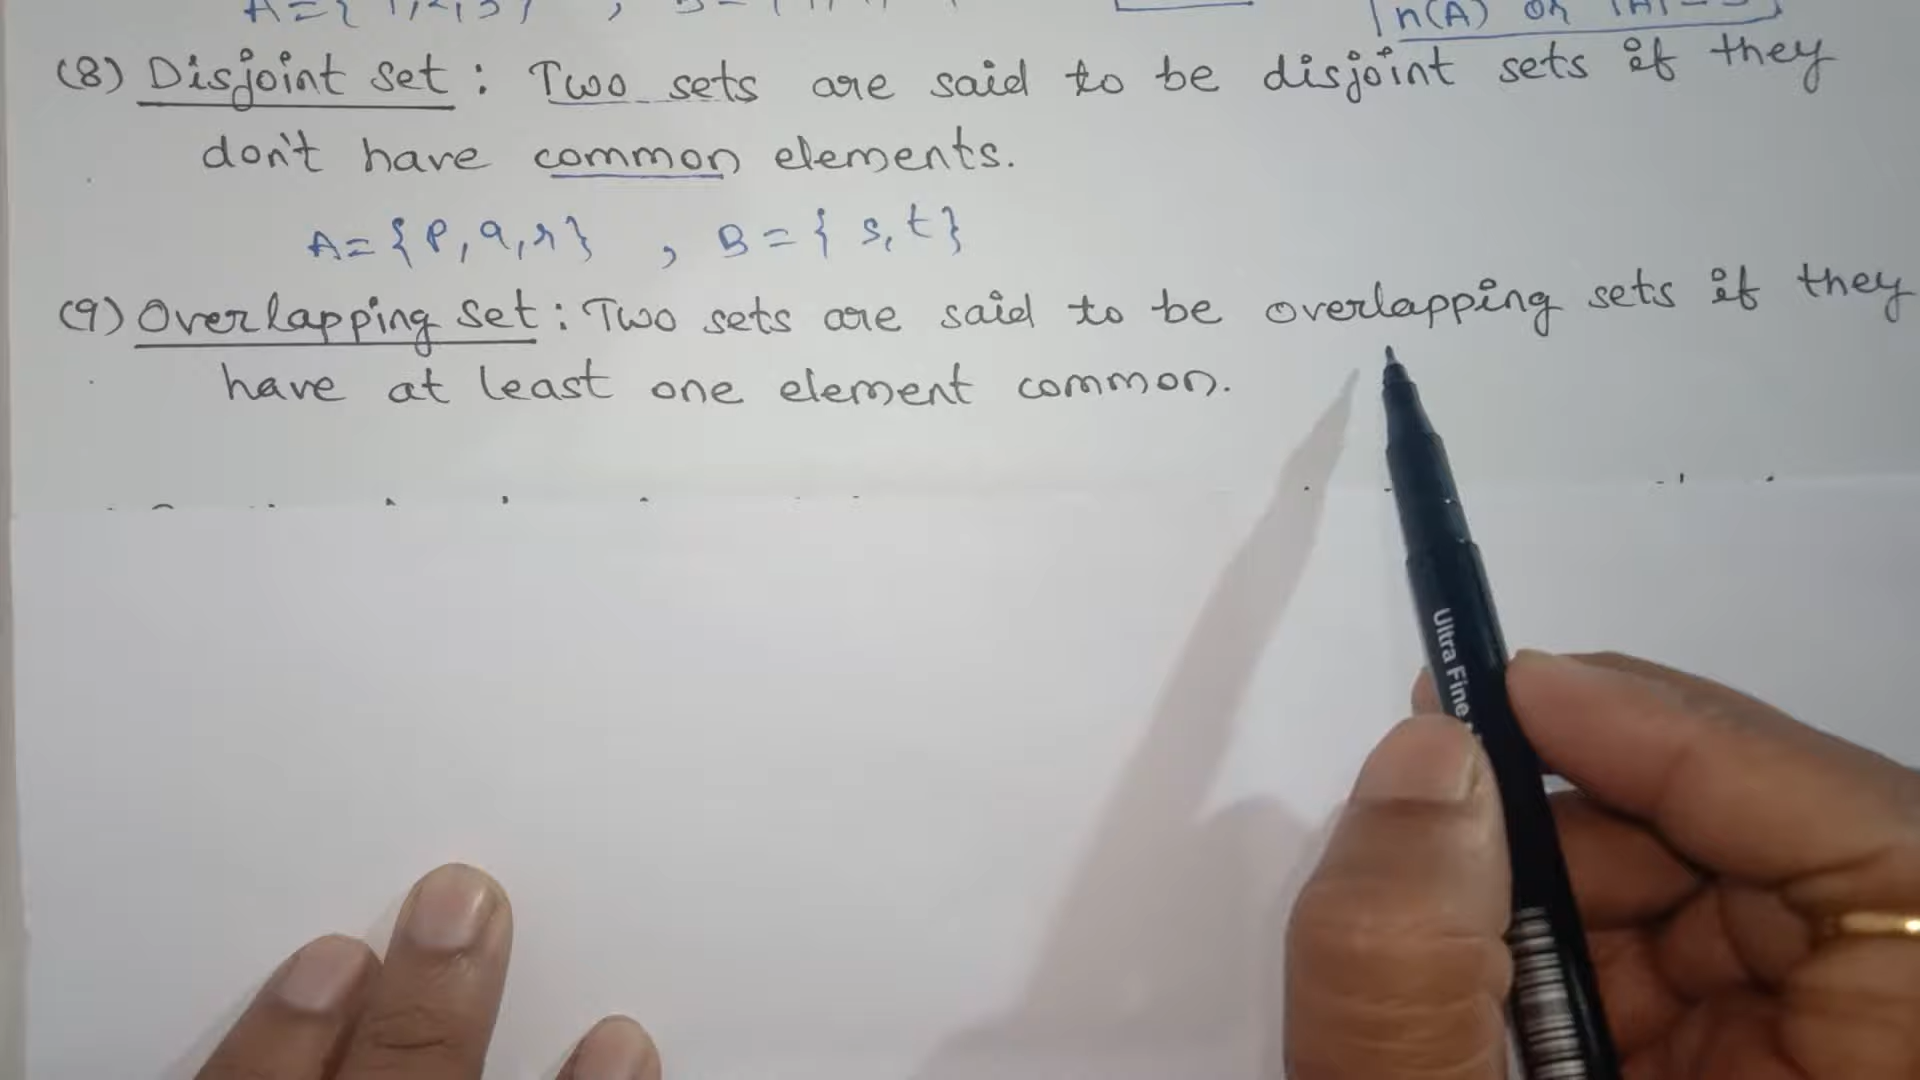 (8) Disjoint set : Two sets are said to be disjoint sets if they
don't have common elements.
A={p,q,r} , B={ s,t}
(9) Overlapping set : Two sets are said to be overlapping sets if they
have at least one element common.
Ultra Fine